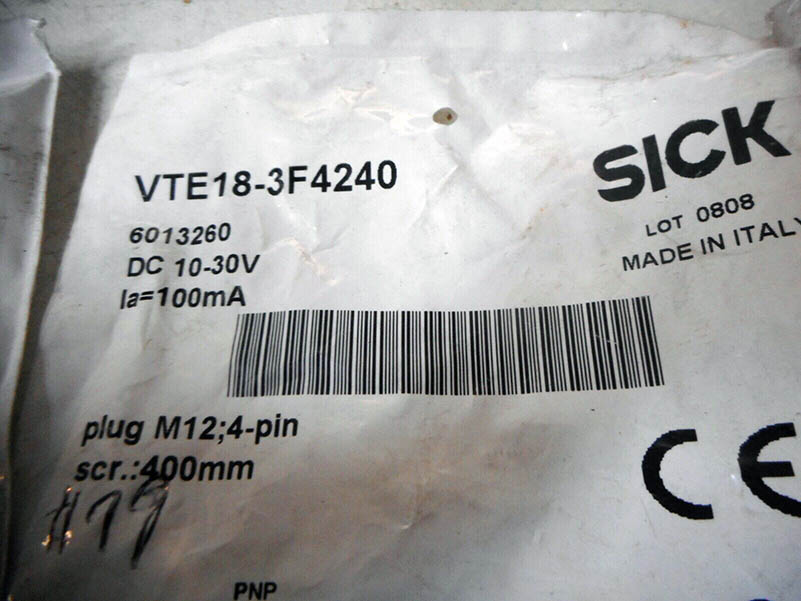 VTE18-3F4240
6013260
DC 10-30V
Ia=100mA
SICK
LOT 0808
MADE IN ITALY
plug M12;4-pin
scr.:400mm
#79
CE
PNP